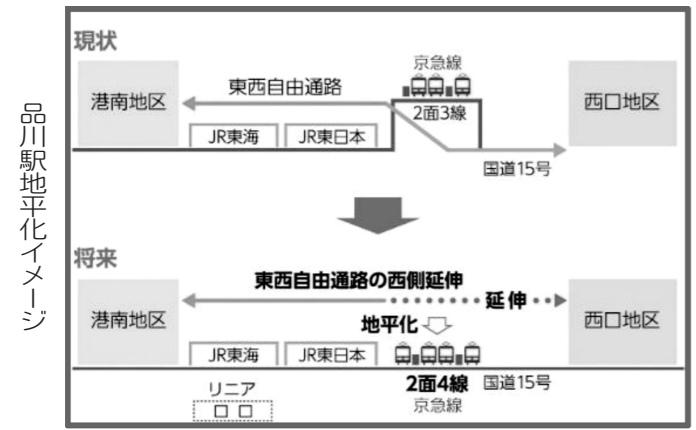 品川駅地平化イメージ
現状
京急線
東西自由通路
港南地区
西口地区
2面3線
JR東海
JR東日本
国道15号
将来
東西自由通路の西側延伸
延伸
港南地区
西口地区
地平化
JR東海
JR東日本
2面4線
国道15号
リニア
京急線